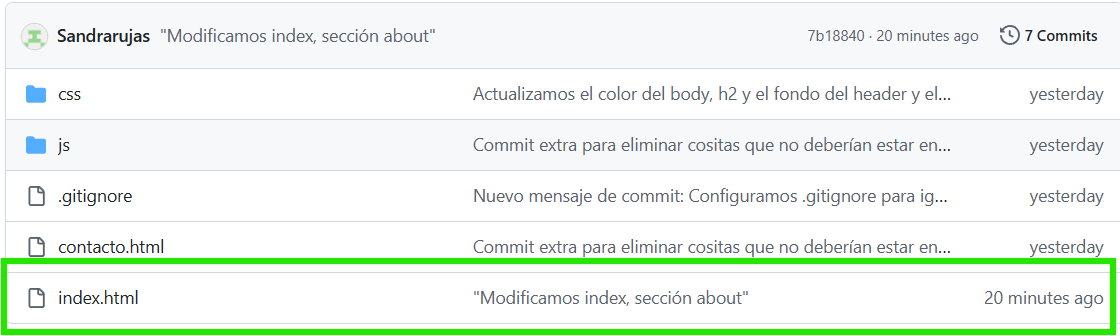 Sandrarujas "Modificamos index, sección about" 7b18840 · 20 minutes ago 7 Commits
css Actualizamos el color del body, h2 y el fondo del header y el... yesterday
js Commit extra para eliminar cositas que no deberían estar en... yesterday
.gitignore Nuevo mensaje de commit: Configuramos .gitignore para ig... yesterday
contacto.html Commit extra para eliminar cositas que no deberían estar en... yesterday
index.html "Modificamos index, sección about" 20 minutes ago